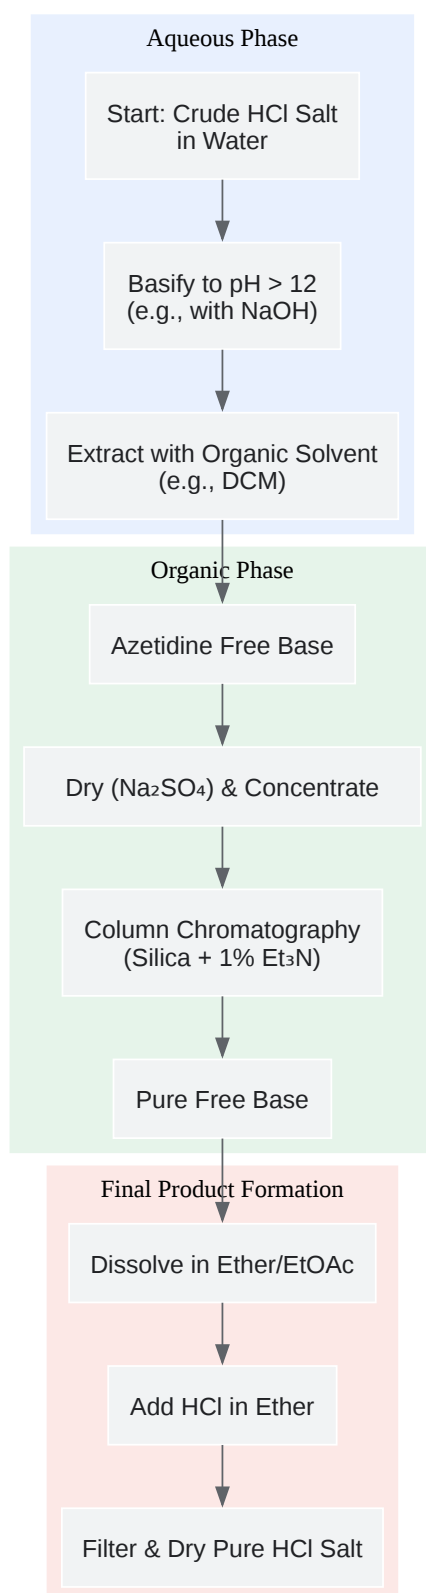 Aqueous Phase
Start: Crude HCl Salt
in Water
Basify to pH > 12
(e.g., with NaOH)
Extract with Organic Solvent
(e.g., DCM)
Organic Phase
Azetidine Free Base
Dry (Na₂SO₄) & Concentrate
Column Chromatography
(Silica + 1% Et₃N)
Pure Free Base
Final Product Formation
Dissolve in Ether/EtOAc
Add HCl in Ether
Filter & Dry Pure HCl Salt